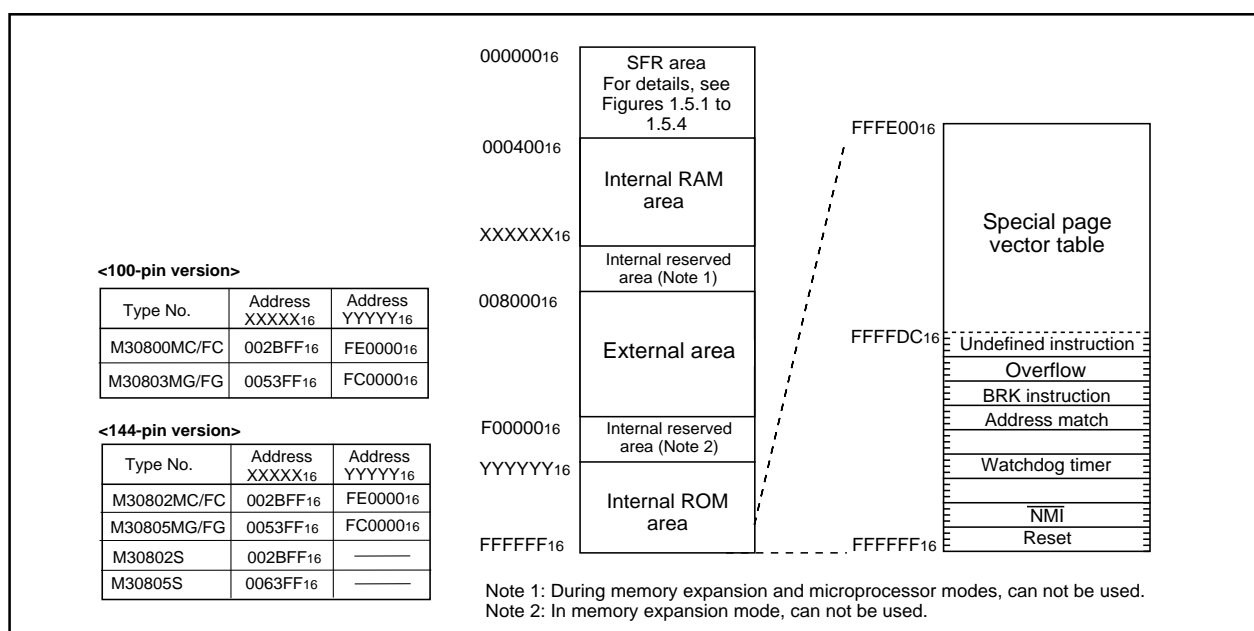 00000016
SFR area
For details, see
Figures 1.5.1 to
1.5.4
00040016
Internal RAM
area
XXXXXX16
Internal reserved
area (Note 1)
00800016
External area
F0000016
Internal reserved
area (Note 2)
YYYYYY16
Internal ROM
area
FFFFFF16
FFFE0016
Special page
vector table
FFFFDC16
Undefined instruction
Overflow
BRK instruction
Address match
Watchdog timer
NMI
FFFFFF16
Reset
<100-pin version>
Type No. Address XXXXX16 Address YYYYY16
M30800MC/FC 002BFF16 FE000016
M30803MG/FG 0053FF16 FC000016
<144-pin version>
Type No. Address XXXXX16 Address YYYYY16
M30802MC/FC 002BFF16 FE000016
M30805MG/FG 0053FF16 FC000016
M30802S 002BFF16 ———
M30805S 0063FF16 ———
Note 1: During memory expansion and microprocessor modes, can not be used.
Note 2: In memory expansion mode, can not be used.